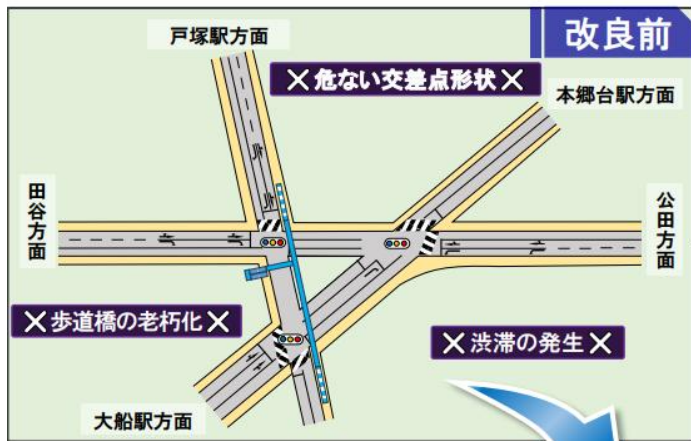 改良前
戸塚駅方面
×危ない交差点形状×
本郷台駅方面
田谷方面
公田方面
×歩道橋の老朽化×
×渋滞の発生×
大船駅方面